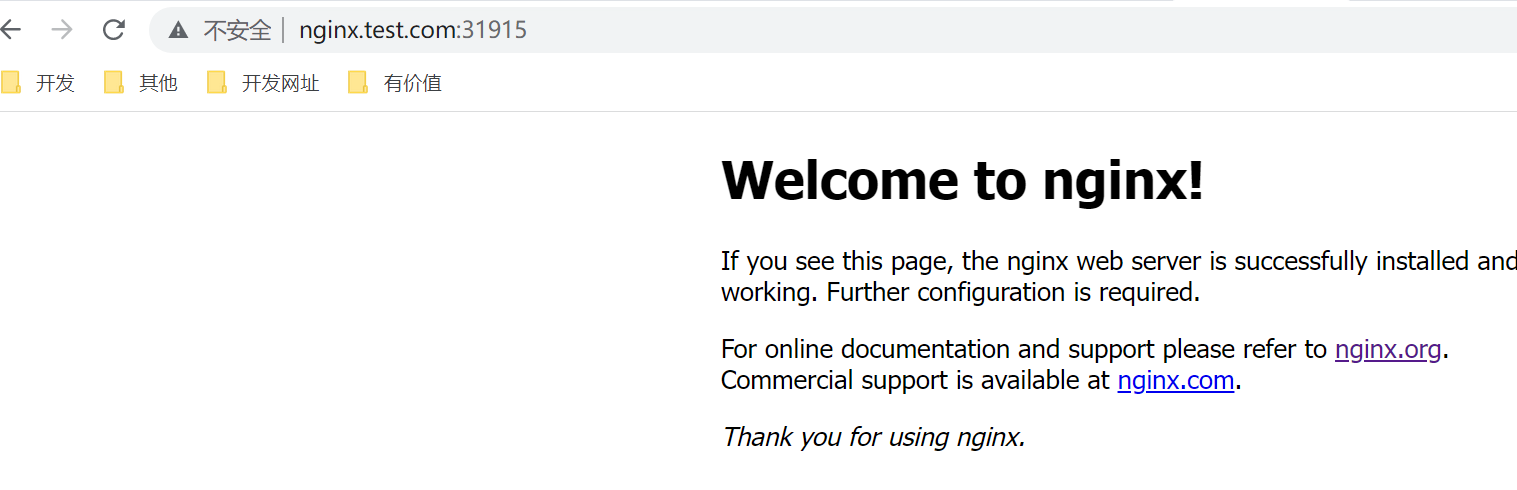 不安全 | nginx.test.com:31915
开发 其他 开发网址 有价值
Welcome to nginx!
If you see this page, the nginx web server is successfully installed and
working. Further configuration is required.
For online documentation and support please refer to nginx.org.
Commercial support is available at nginx.com.
Thank you for using nginx.